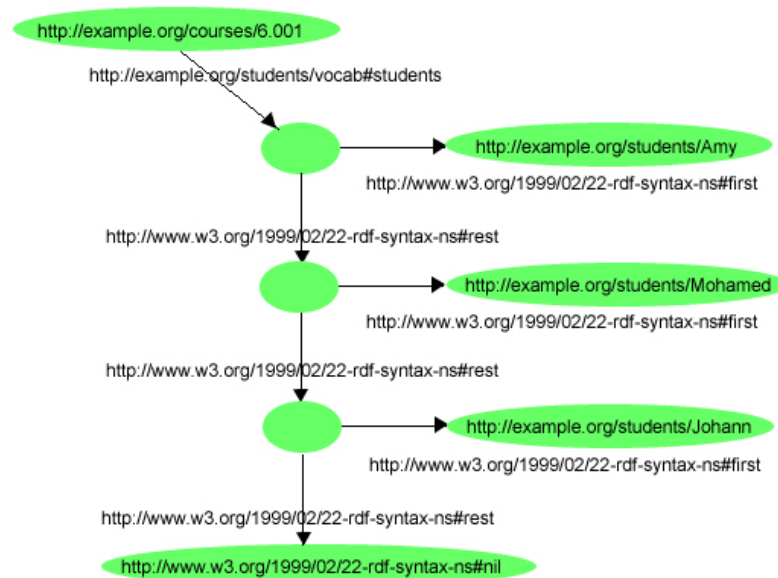 http://example.org/courses/6.001
http://example.org/students/vocab#students
http://example.org/students/Amy
http://www.w3.org/1999/02/22-rdf-syntax-ns#first
http://www.w3.org/1999/02/22-rdf-syntax-ns#rest
http://example.org/students/Mohamed
http://www.w3.org/1999/02/22-rdf-syntax-ns#first
http://www.w3.org/1999/02/22-rdf-syntax-ns#rest
http://example.org/students/Johann
http://www.w3.org/1999/02/22-rdf-syntax-ns#first
http://www.w3.org/1999/02/22-rdf-syntax-ns#rest
http://www.w3.org/1999/02/22-rdf-syntax-ns#nil